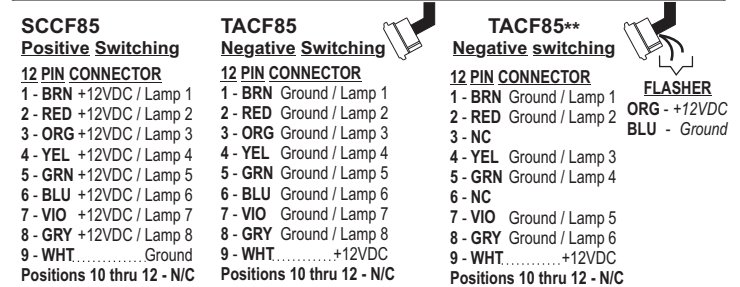 SCCF85
Positive Switching
12 PIN CONNECTOR
1 - BRN +12VDC / Lamp 1
2 - RED +12VDC / Lamp 2
3 - ORG +12VDC / Lamp 3
4 - YEL +12VDC / Lamp 4
5 - GRN +12VDC / Lamp 5
6 - BLU +12VDC / Lamp 6
7 - VIO +12VDC / Lamp 7
8 - GRY +12VDC / Lamp 8
9 - WHT..............Ground
Positions 10 thru 12 - N/C
TACF85
Negative Switching
12 PIN CONNECTOR
1 - BRN Ground / Lamp 1
2 - RED Ground / Lamp 2
3 - ORG Ground / Lamp 3
4 - YEL Ground / Lamp 4
5 - GRN Ground / Lamp 5
6 - BLU Ground / Lamp 6
7 - VIO Ground / Lamp 7
8 - GRY Ground / Lamp 8
9 - WHT............+12VDC
Positions 10 thru 12 - N/C
TACF85**
Negative switching
12 PIN CONNECTOR
1 - BRN Ground / Lamp 1
2 - RED Ground / Lamp 2
3 - NC
4 - YEL Ground / Lamp 3
5 - GRN Ground / Lamp 4
6 - NC
7 - VIO Ground / Lamp 5
8 - GRY Ground / Lamp 6
9 - WHT............+12VDC
Positions 10 thru 12 - N/C
FLASHER
ORG - +12VDC
BLU - Ground